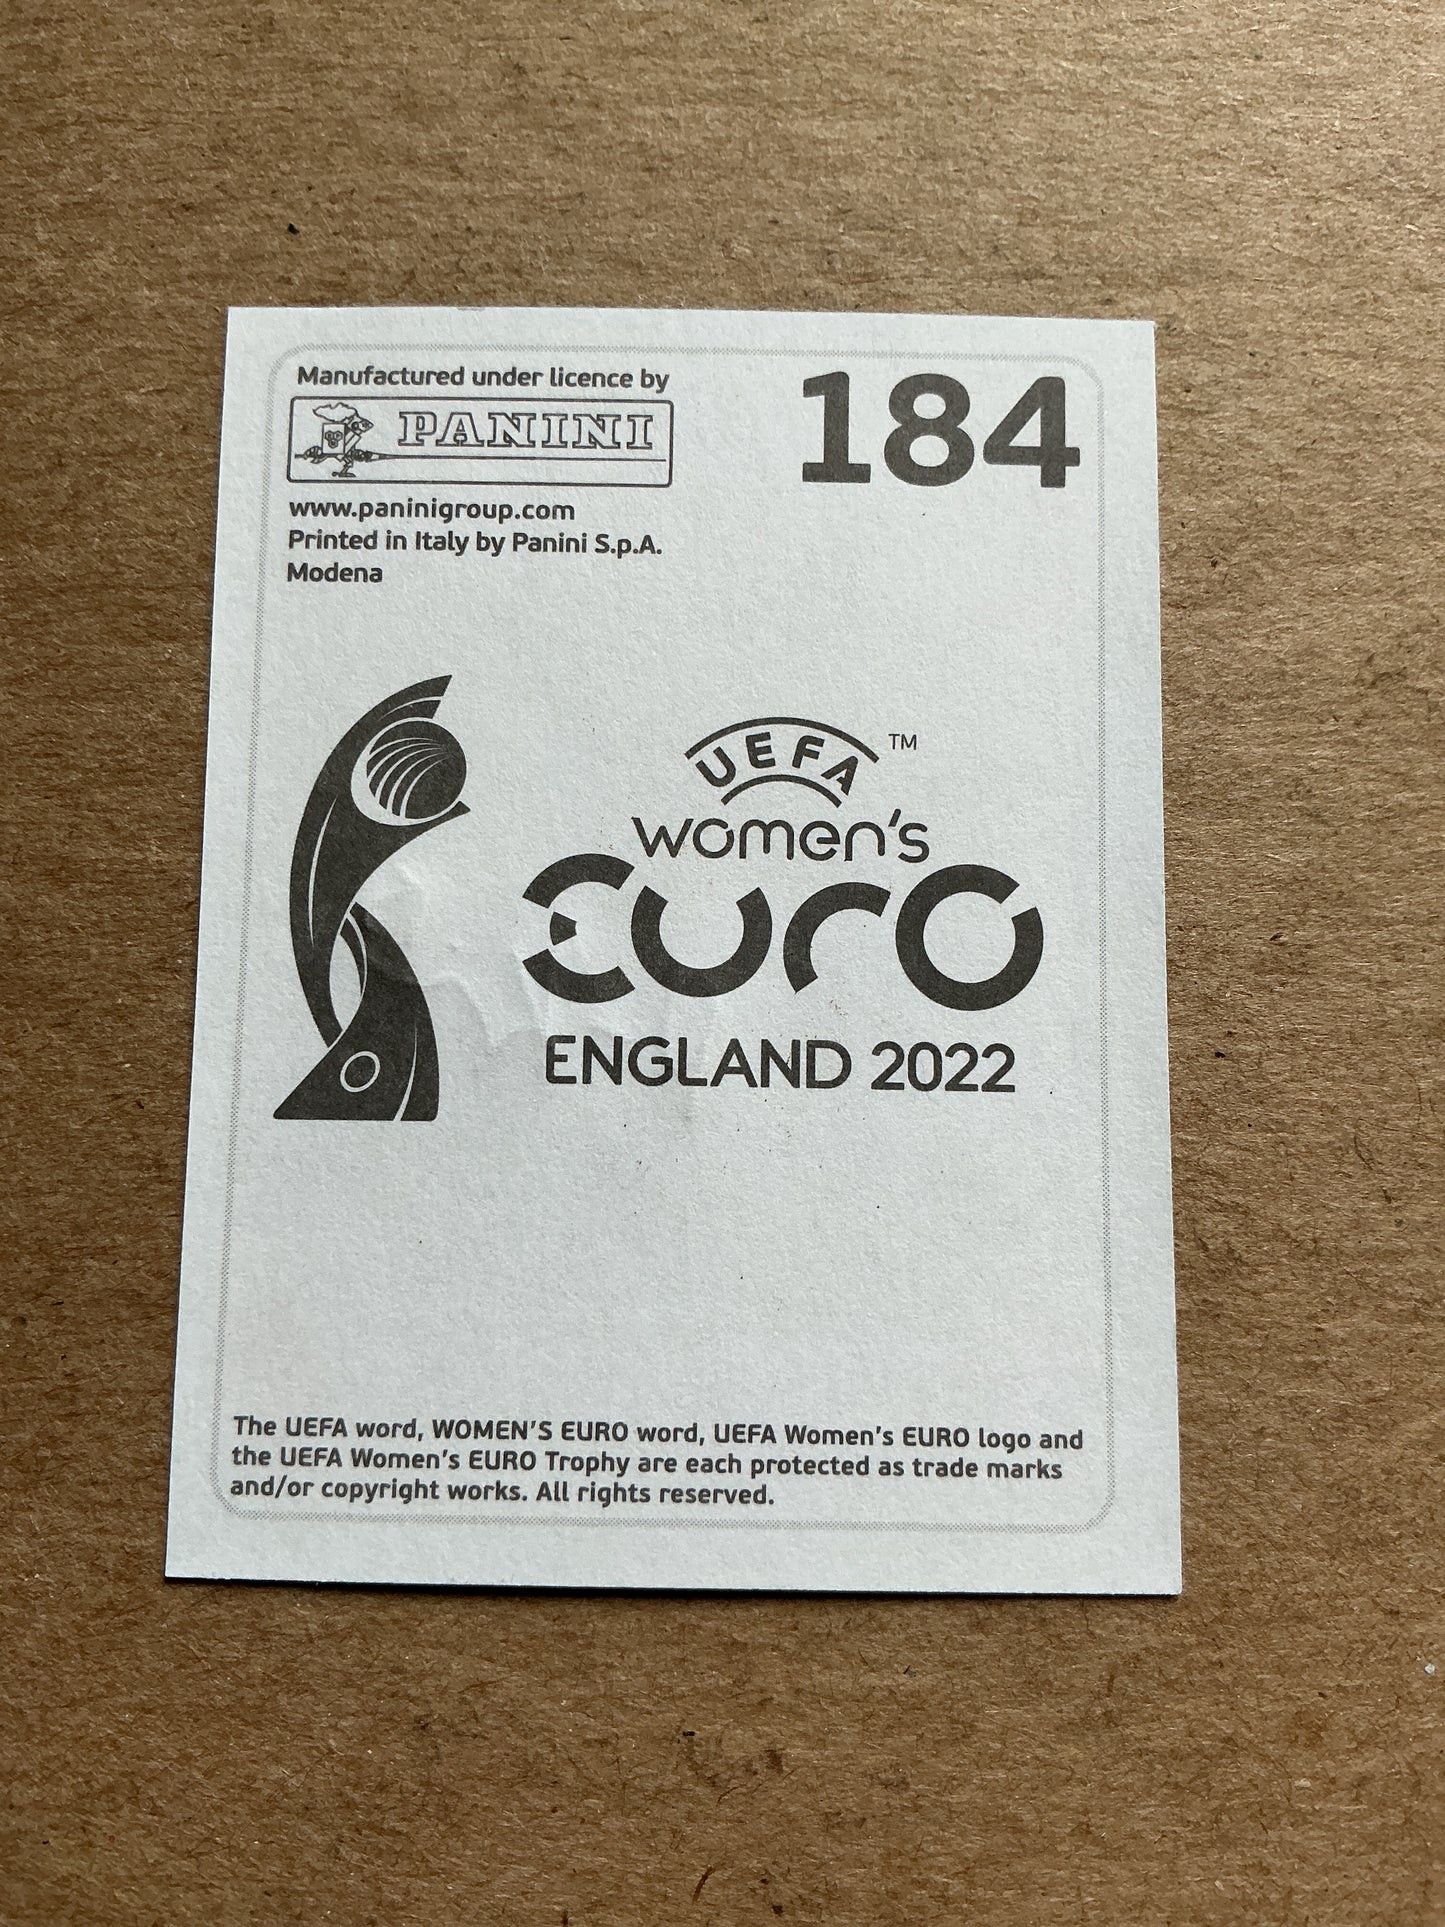 Manufactured under licence by
PANINI
184
www.paninigroup.com
Printed in Italy by Panini S.p.A.
Modena
UEFA ™
women's
EURO
ENGLAND 2022
The UEFA word, WOMEN'S EURO word, UEFA Women's EURO logo and
the UEFA Women's EURO Trophy are each protected as trade marks
and/or copyright works. All rights reserved.